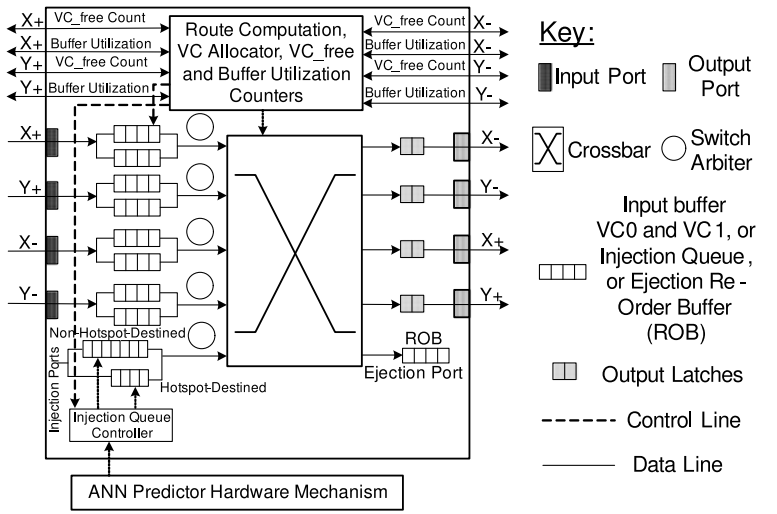 X+ VC_free Count
X+ Buffer Utilization
Y+ VC_free Count
Y+ Buffer Utilization
Route Computation,
VC Allocator, VC_free
and Buffer Utilization
Counters
VC_free Count X-
Buffer Utilization X-
VC_free Count Y-
Buffer Utilization Y-
X+
Y+
X-
Y-
X-
Y-
X+
Y+
Non-Hotspot-Destined
Hotspot-Destined
Injection Ports
Injection Queue
Controller
ROB
Ejection Port
ANN Predictor Hardware Mechanism
Key:
Input Port
Output
Port
Crossbar
Switch
Arbiter
Input buffer
VC0 and VC1, or
Injection Queue,
or Ejection Re-
Order Buffer
(ROB)
Output Latches
Control Line
Data Line